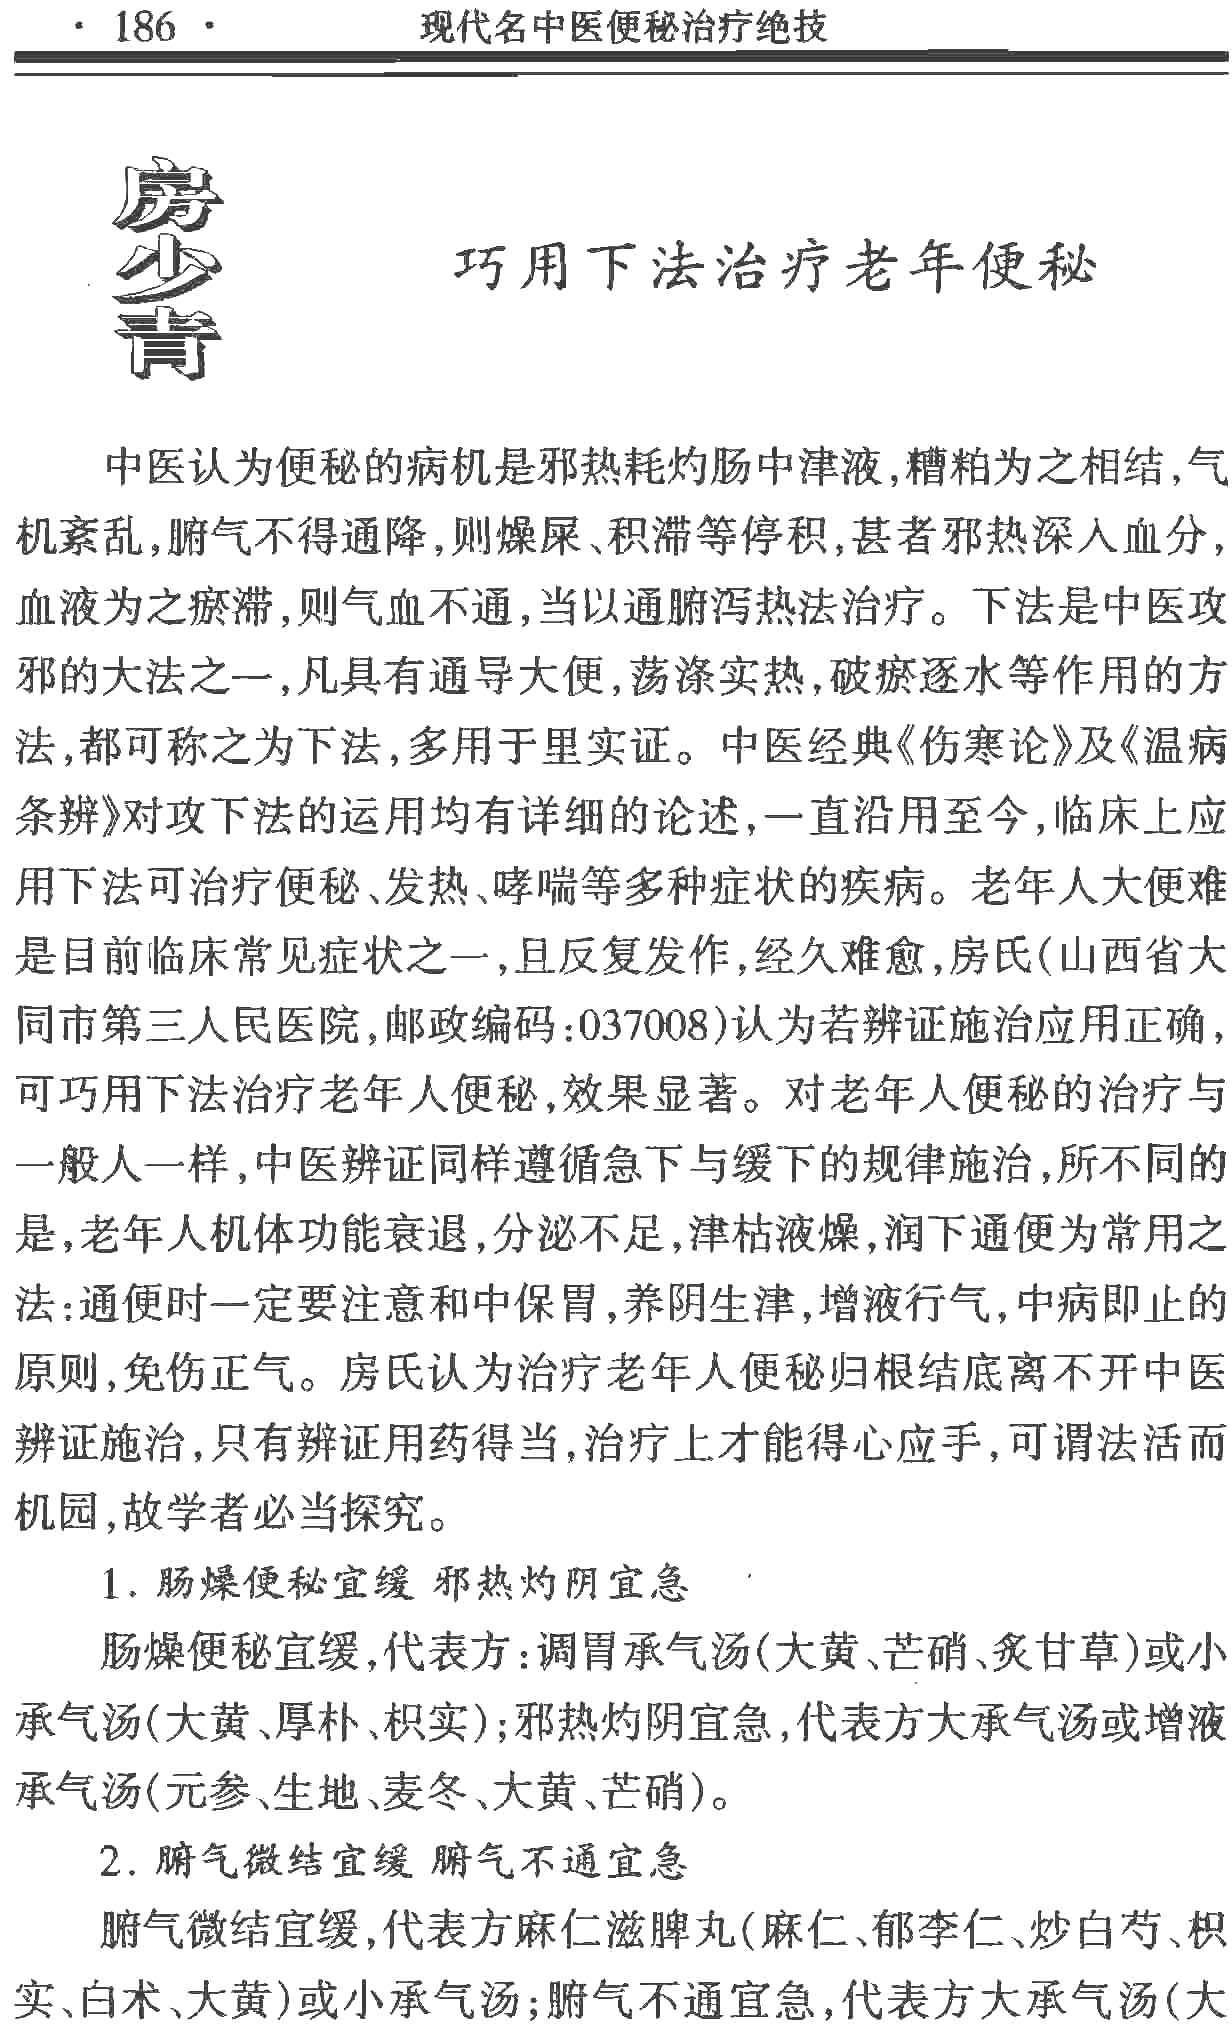 · 186 · 现代名中医便秘治疗绝技
房少青
巧用下法治疗老年便秘
中医认为便秘的病机是邪热耗灼肠中津液,糟粕为之相结,气
机紊乱,腑气不得通降,则燥屎、积滞等停积,甚者邪热深入血分,
血液为之瘀滞,则气血不通,当以通腑泻热法治疗。下法是中医攻
邪的大法之一,凡具有通导大便,荡涤实热,破瘀逐水等作用的方
法,都可称之为下法,多用于里实证。中医经典《伤寒论》及《温病
条辨》对攻下法的运用均有详细的论述,一直沿用至今,临床上应
用下法可治疗便秘、发热、哮喘等多种症状的疾病。老年人大便难
是目前临床常见症状之一,且反复发作,经久难愈,房氏(山西省大
同市第三人民医院,邮政编码:037008)认为若辨证施治应用正确,
可巧用下法治疗老年人便秘,效果显著。对老年人便秘的治疗与
一般人一样,中医辨证同样遵循急下与缓下的规律施治,所不同的
是,老年人机体功能衰退,分泌不足,津枯液燥,润下通便为常用之
法:通便时一定要注意和中保胃,养阴生津,增液行气,中病即止的
原则,免伤正气。房氏认为治疗老年人便秘归根结底离不开中医
辨证施治,只有辨证用药得当,治疗上才能得心应手,可谓法活而
机园,故学者必当探究。
1. 肠燥便秘宜缓 邪热灼阴宜急
肠燥便秘宜缓,代表方:调胃承气汤(大黄、芒硝、炙甘草)或小
承气汤(大黄、厚朴、枳实);邪热灼阴宜急,代表方大承气汤或增液
承气汤(元参、生地、麦冬、大黄、芒硝)。
2. 腑气微结宜缓 腑气不通宜急
腑气微结宜缓,代表方麻仁滋脾丸(麻仁、郁李仁、炒白芍、枳
实、白术、大黄)或小承气汤;腑气不通宜急,代表方大承气汤(大